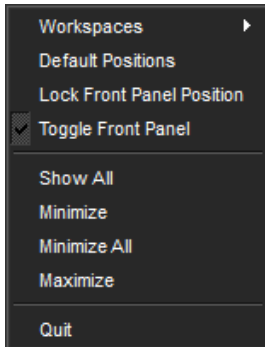 Workspaces
Default Positions
Lock Front Panel Position
Toggle Front Panel
Show All
Minimize
Minimize All
Maximize
Quit